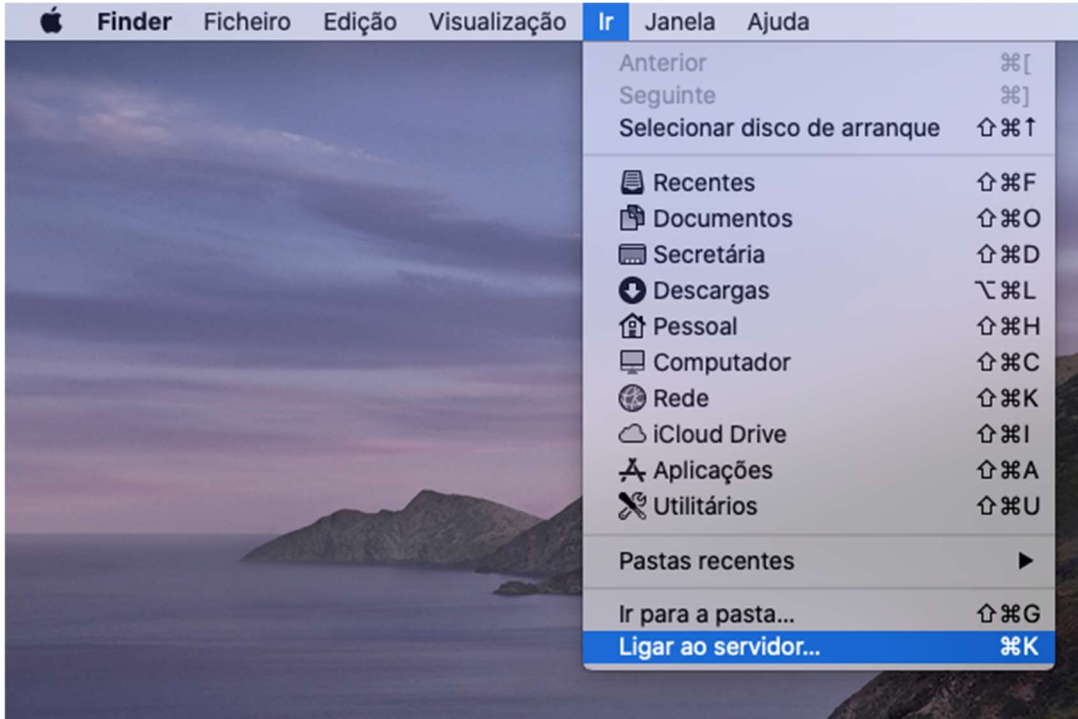 Finder Ficheiro Edição Visualização Ir Janela Ajuda
Anterior ⌘[
Seguinte ⌘]
Selecionar disco de arranque ⇧⌘↑
Recentes ⇧⌘F
Documentos ⇧⌘O
Secretária ⇧⌘D
Descargas ⌥⌘L
Pessoal ⇧⌘H
Computador ⇧⌘C
Rede ⇧⌘K
iCloud Drive ⇧⌘I
Aplicações ⇧⌘A
Utilitários ⇧⌘U
Pastas recentes ▶
Ir para a pasta... ⇧⌘G
Ligar ao servidor... ⌘K